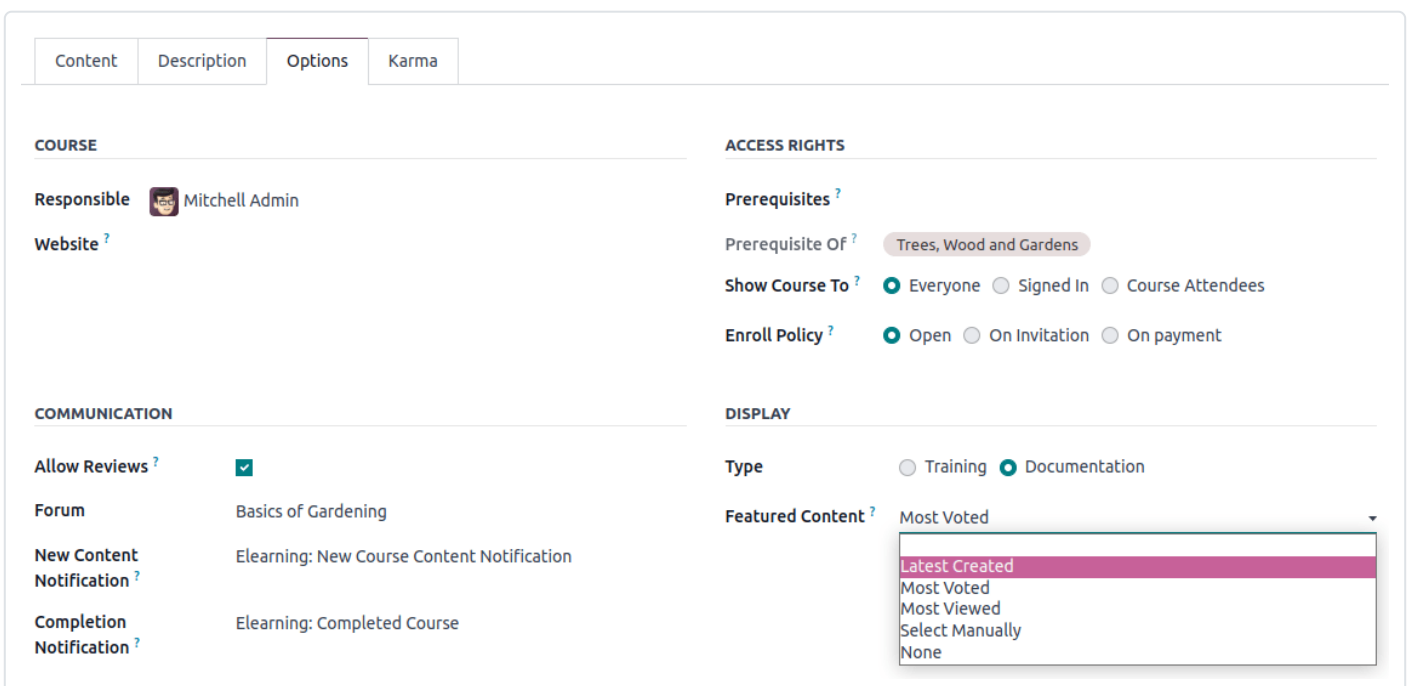 Content Description Options Karma
COURSE
Responsible Mitchell Admin
Website ?
ACCESS RIGHTS
Prerequisites ?
Prerequisite Of ? Trees, Wood and Gardens
Show Course To ? Everyone Signed In Course Attendees
Enroll Policy ? Open On Invitation On payment
COMMUNICATION
Allow Reviews ?
Forum Basics of Gardening
New Content Elearning: New Course Content Notification
Notification ?
Completion Elearning: Completed Course
Notification ?
DISPLAY
Type Training Documentation
Featured Content ? Most Voted
Latest Created
Most Voted
Most Viewed
Select Manually
None